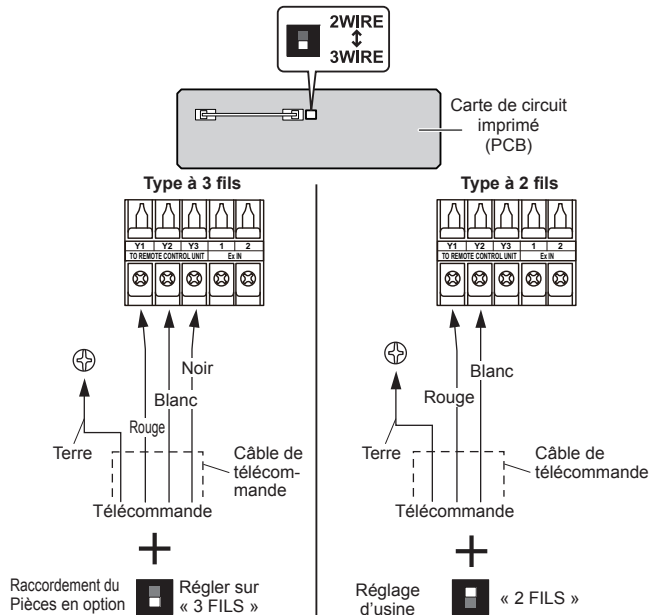 2WIRE
3WIRE
Carte de circuit
imprimé
(PCB)
Type à 3 fils
Y1 Y2 Y3 1 2
TO REMOTE CONTROL UNIT Ex IN
Noir
Blanc
Rouge
Terre
Câble de
télécom-
mande
Télécommande
+
Raccordement du
Pièces en option
Régler sur
« 3 FILS »
Type à 2 fils
Y1 Y2 Y3 1 2
TO REMOTE CONTROL UNIT Ex IN
Blanc
Rouge
Terre
Câble de
télécommande
Télécommande
+
Réglage
d'usine
« 2 FILS »